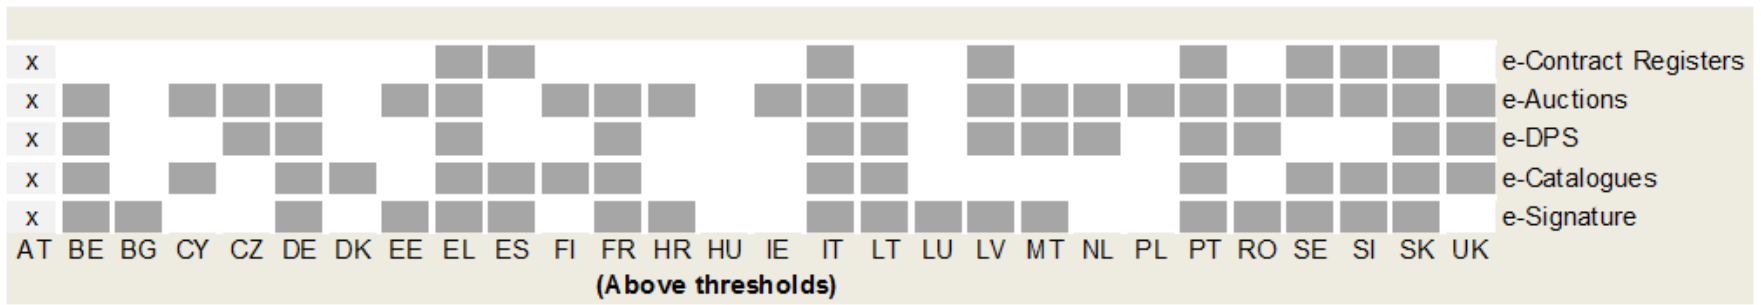 x e-Contract Registers
x e-Auctions
x e-DPS
x e-Catalogues
x e-Signature
AT BE BG CY CZ DE DK EE EL ES FI FR HR HU IE IT LT LU LV MT NL PL PT RO SE SI SK UK
(Above thresholds)